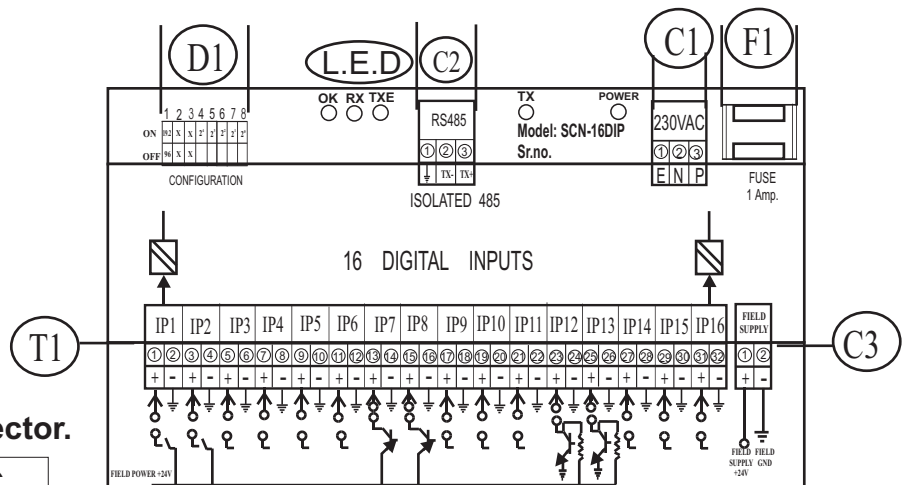 D1 L.E.D C2 C1 F1
OK RX TXE TX POWER
1 2 3 4 5 6 7 8
ON 19.2 X X
OFF 96 X X
CONFIGURATION
RS485
① ② ③
TX- TX+
ISOLATED 485
Model: SCN-16DIP
Sr.no.
230VAC
① ② ③
E N P
FUSE
1 Amp.
16 DIGITAL INPUTS
IP1 IP2 IP3 IP4 IP5 IP6 IP7 IP8 IP9 IP10 IP11 IP12 IP13 IP14 IP15 IP16
① ② ③ ④ ⑤ ⑥ ⑦ ⑧ ⑨ ⑩ ⑪ ⑫ ⑬ ⑭ ⑮ ⑯ ⑰ ⑱ ⑲ ⑳ ㉑ ㉒ ㉓ ㉔ ㉕ ㉖ ㉗ ㉘ ㉙ ㉚ ㉛ ㉜
+ - + - + - + - + - + - + - + - + - + - + - + - + - + - + - + -
FIELD
SUPPLY
① ②
+ -
T1
C3
ector.
FIELD POWER +24V
FIELD
SUPPLY
+24V
FIELD
GND